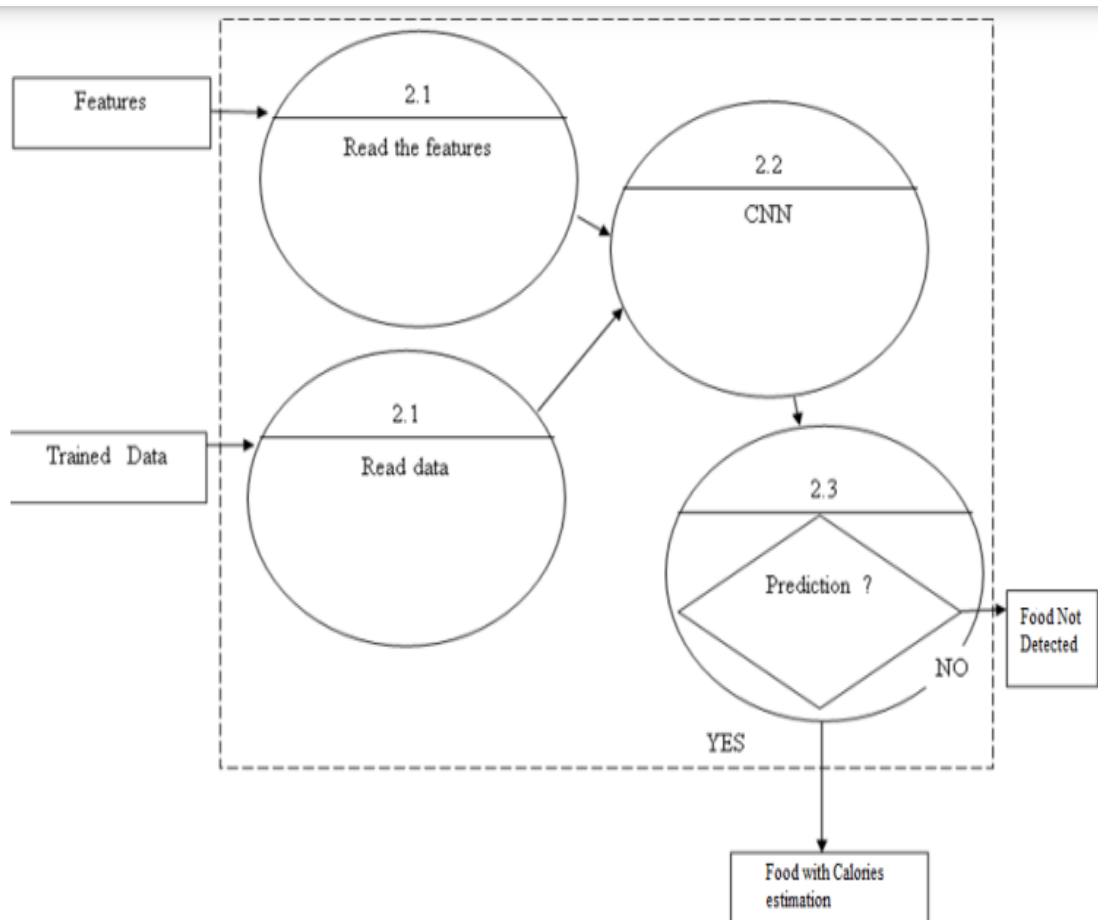 Features
2.1
Read the features
2.2
CNN
Trained Data
2.1
Read data
2.3
Prediction ?
NO
Food Not
Detected
YES
Food with Calories
estimation